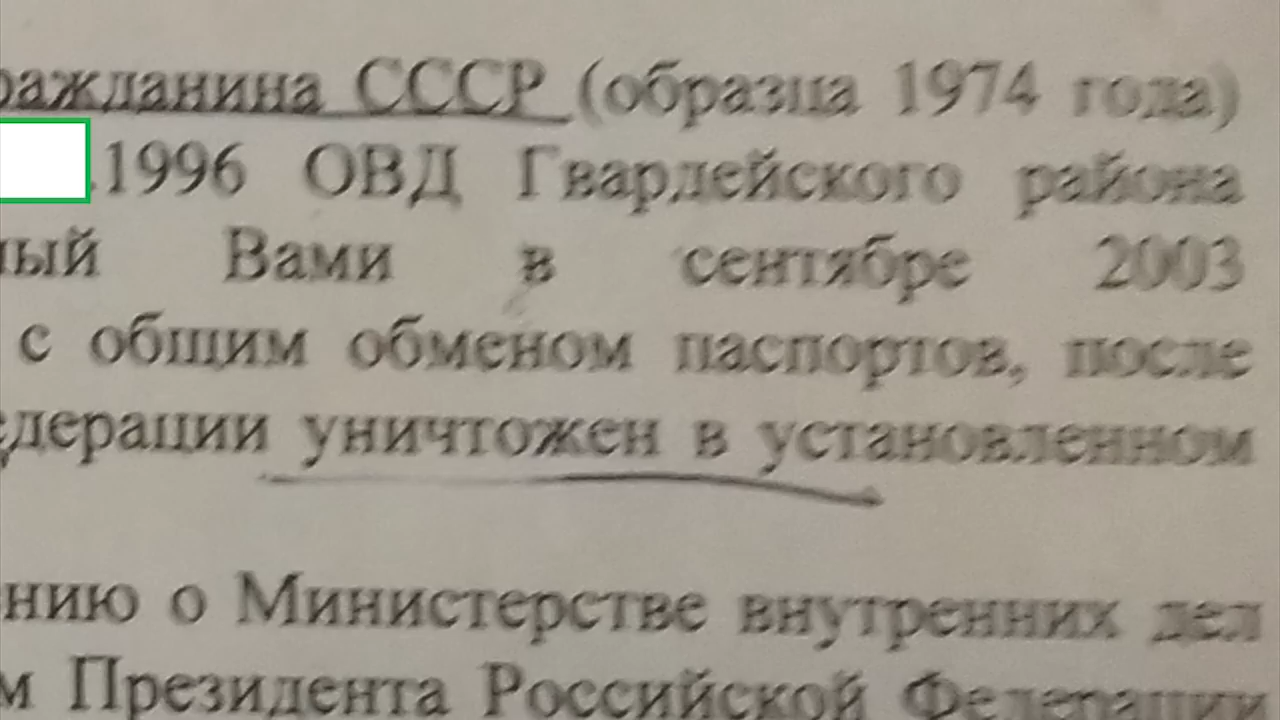 ражданина СССР (образца 1974 года)
.1996 ОВД Гвардейского района
ный Вами в сентябре 2003
с общим обменом паспортов, после
едерации уничтожен в установленном
ению о Министерстве внутренних дел
м Президента Российской Федерации